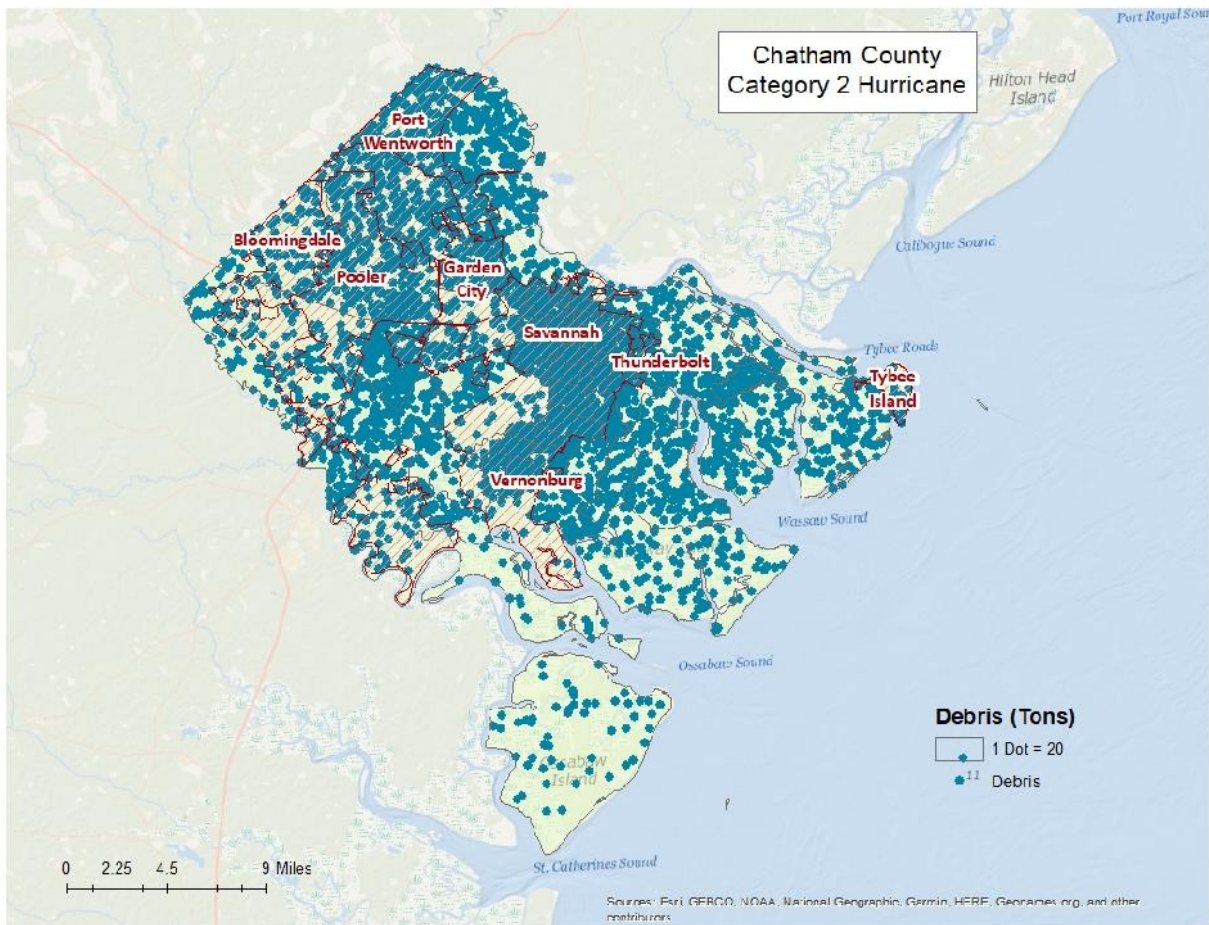 Port Royal Soun
Chatham County
Category 2 Hurricane
Hilton Head
Island
Port
Wentworth
Calibogue Sound
Bloomingdale
Garden
City
Pooler
Savannah
Thunderbolt
Tybee Roads
Tybee
Island
Vernonburg
Wassaw Sound
Ossabaw Sound
Debris (Tons)
1 Dot = 20
11 Debris
Island
0 2.25 4.5 9 Miles
St. Catherines Sound
Sources: Esri, GEBCO, NOAA, National Geographic, Garmin, HERE, Geonames.org, and other
contributors